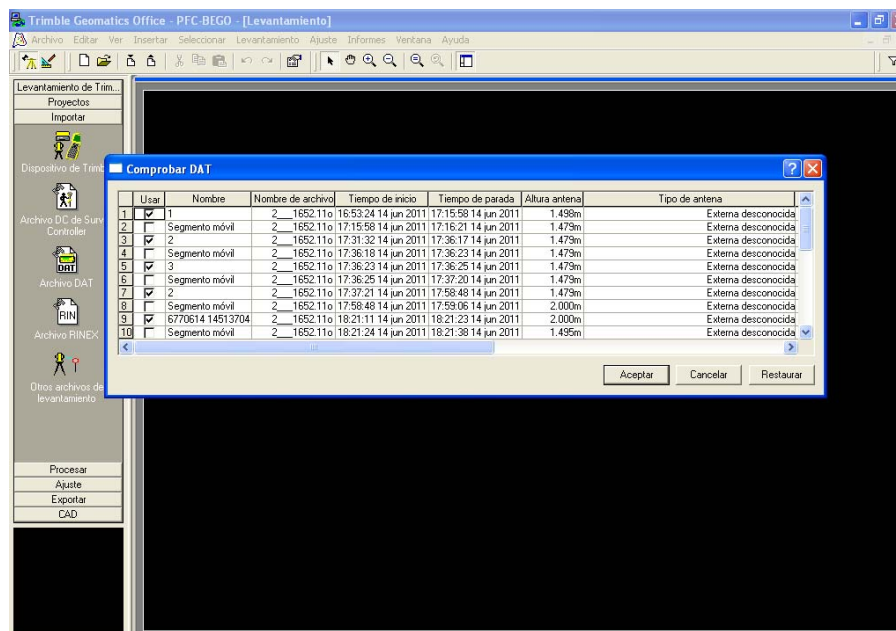 Trimble Geomatics Office - PFC-BEGO - [Levantamiento]
Archivo Editar Ver Insertar Seleccionar Levantamiento Ajuste Informes Ventana Ayuda
Levantamiento de Trim...
Proyectos
Importar
Dispositivo de Trimb
Archivo DC de Surv
Controller
DAT
Archivo DAT
RIN
Archivo RINEX
Otros archivos de
levantamiento
Procesar
Ajuste
Exportar
CAD
Comprobar DAT
Usar Nombre Nombre de archivo Tiempo de inicio Tiempo de parada Altura antena Tipo de antena
1 1 2___1652.11o 16:53:24 14 jun 2011 17:15:58 14 jun 2011 1.498m Externa desconocida
2 Segmento móvil 2___1652.11o 17:15:58 14 jun 2011 17:16:21 14 jun 2011 1.479m Externa desconocida
3 2 2___1652.11o 17:31:32 14 jun 2011 17:36:17 14 jun 2011 1.479m Externa desconocida
4 Segmento móvil 2___1652.11o 17:36:18 14 jun 2011 17:36:23 14 jun 2011 1.479m Externa desconocida
5 3 2___1652.11o 17:36:23 14 jun 2011 17:36:25 14 jun 2011 1.479m Externa desconocida
6 Segmento móvil 2___1652.11o 17:36:25 14 jun 2011 17:37:20 14 jun 2011 1.479m Externa desconocida
7 2 2___1652.11o 17:37:21 14 jun 2011 17:58:48 14 jun 2011 1.479m Externa desconocida
8 Segmento móvil 2___1652.11o 17:58:48 14 jun 2011 17:59:06 14 jun 2011 2.000m Externa desconocida
9 6770614 14513704 2___1652.11o 18:21:11 14 jun 2011 18:21:23 14 jun 2011 2.000m Externa desconocida
10 Segmento móvil 2___1652.11o 18:21:24 14 jun 2011 18:21:38 14 jun 2011 1.495m Externa desconocida
Aceptar Cancelar Restaurar